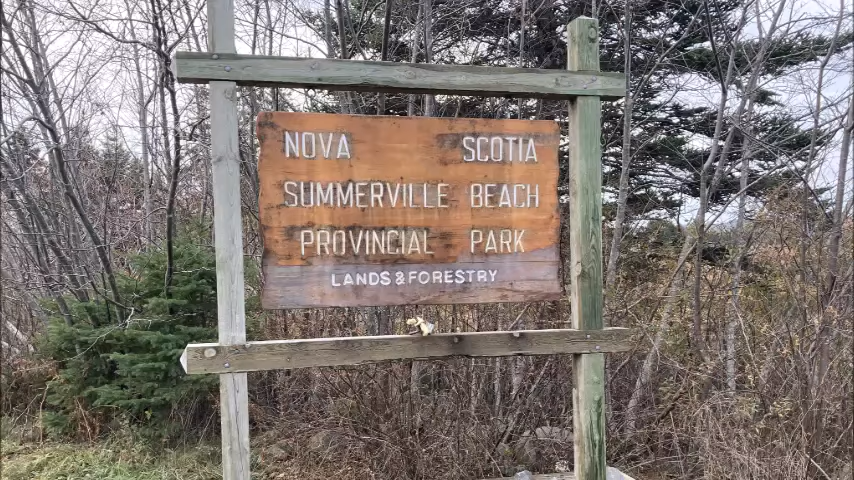 NOVA SCOTIA
SUMMERVILLE BEACH
PROVINCIAL PARK
LANDS & FORESTRY